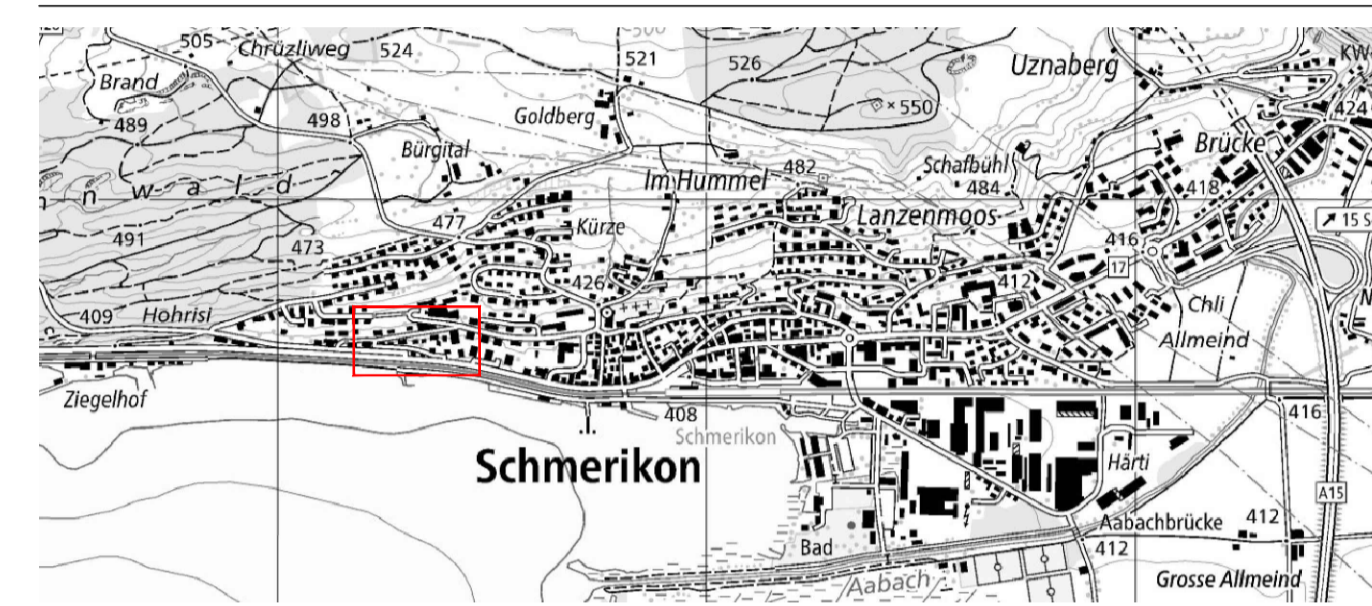 505
Chrüzliweg
524
500
521
526
Uznaberg
KW
Brand
× 550
424
489
498
Goldberg
Brücke
Bürgital
482
Schafbühl
n n w a l d
Im Hummel
484
418
477
Kürze
Lanzenmoos
15 S
491
473
416
17
426
412
409
Hohrisi
+++
Chli
Allmeind
Ziegelhof
408
416
Schmerikon
Schmerikon
Härti
A15
Aabachbrücke
412
Bad
412
Aabach
Grosse Allmeind